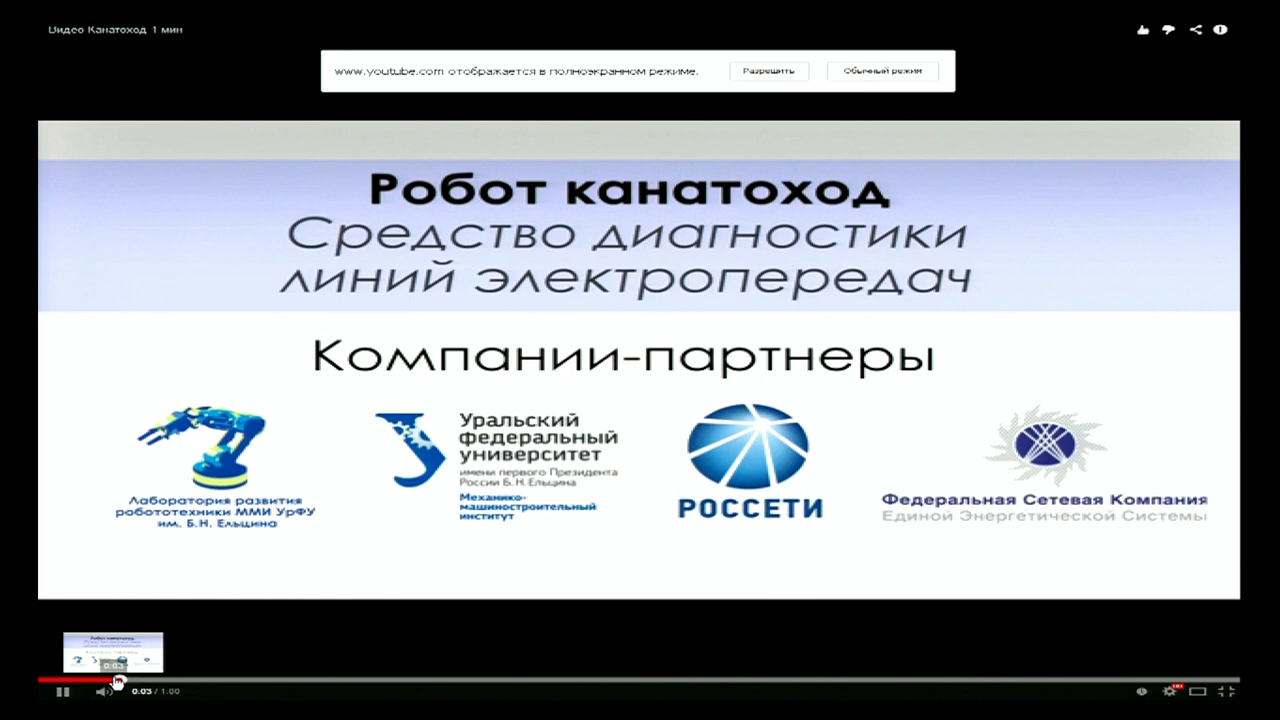 Видео Канатоход 1 мин
www.youtube.com отображается в полноэкранном режиме.
Разрешить
Обычный режим
Робот канатоход
Средство диагностики
линий электропередач
Компании-партнеры
Лаборатория развития
робототехники ММИ УрФУ
им. Б.Н. Ельцина
Уральский
федеральный
университет
имени первого Президента
России Б.Н. Ельцина
Механико-
машиностроительный
институт
РОССЕТИ
Федеральная Сетевая Компания
Единой Энергетической Системы
0:03
0:03 / 1:00